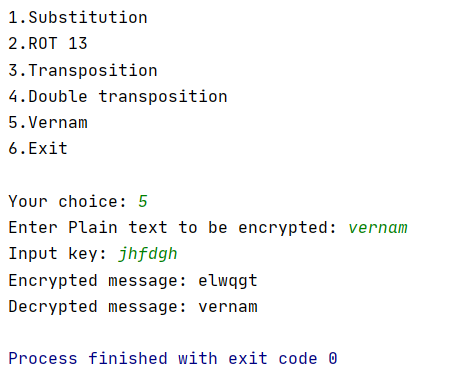 1.Substitution
2.ROT 13
3.Transposition
4.Double transposition
5.Vernam
6.Exit
Your choice: 5
Enter Plain text to be encrypted: vernam
Input key: jhfdgh
Encrypted message: elwqgt
Decrypted message: vernam
Process finished with exit code 0